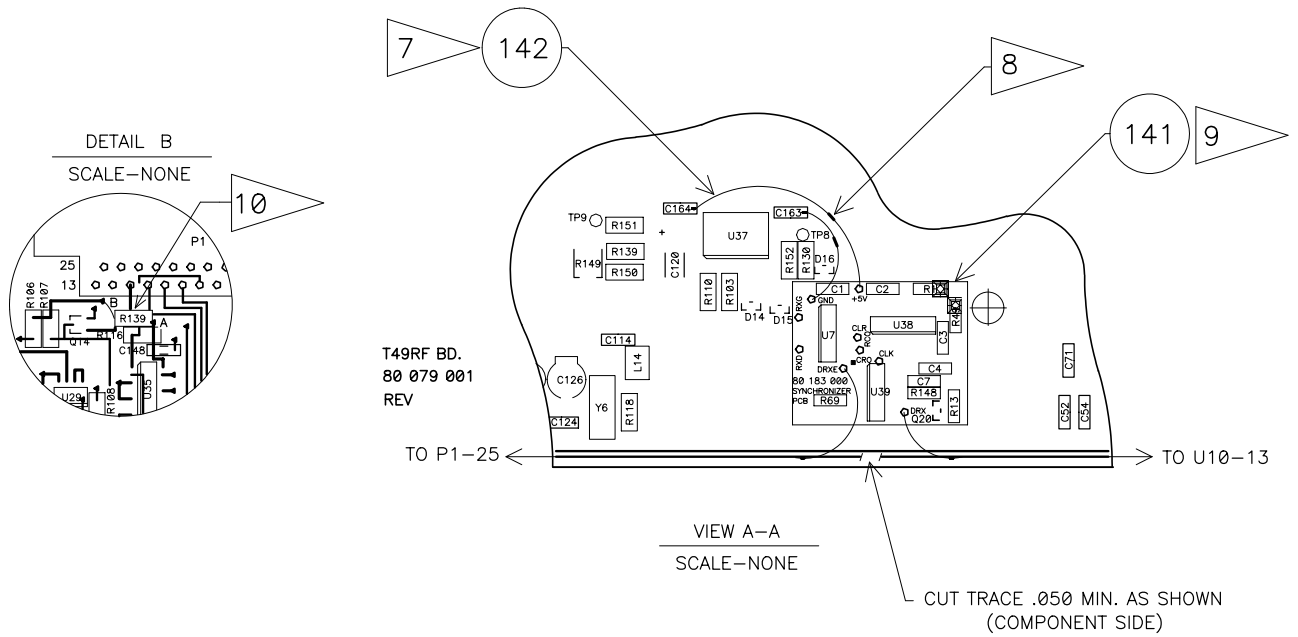 7
142
8
141
9
DETAIL B
SCALE-NONE
10
P1
25
13
R106
R107
B
R139
R116
A
Q14
C148
U29
R108
U35
C164
C163
TP9
R151
U37
TP8
R139
R149
R150
C120
R152
R130
D16
R110
R103
D14
D15
C1
C2
GND
+5V
RXG
U7
U38
R4
C3
CLR
RCO
CRO
CLK
RXD
DRXE
C4
C7
U39
R148
80 183 000
SYNCHRONIZER
PCB
R69
R13
DRX
Q20
C114
L14
C126
Y6
R118
C124
C71
C52
C54
T49RF BD.
80 079 001
REV
TO P1-25
TO U10-13
VIEW A-A
SCALE-NONE
CUT TRACE .050 MIN. AS SHOWN
(COMPONENT SIDE)